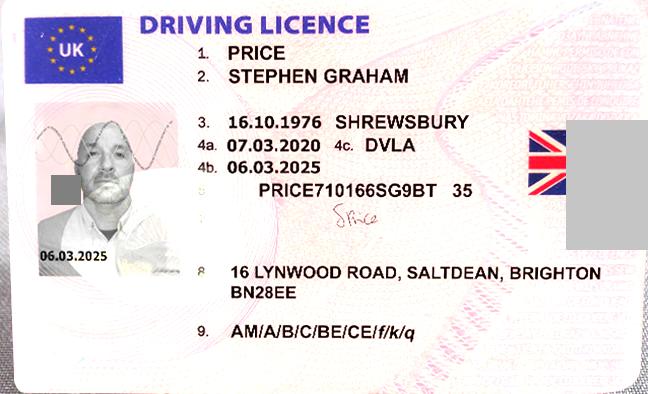 DRIVING LICENCE
UK
1. PRICE
2. STEPHEN GRAHAM
3. 16.10.1976 SHREWSBURY
4a. 07.03.2020 4c. DVLA
4b. 06.03.2025
PRICE710166SG9BT 35
SPrice
06.03.2025
8 16 LYNWOOD ROAD, SALTDEAN, BRIGHTON
BN28EE
9. AM/A/B/C/BE/CE/f/k/q